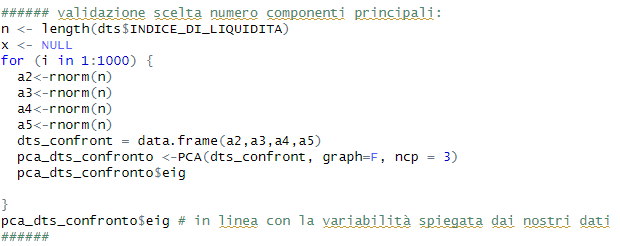 ###### validazione scelta numero componenti principali:
n <- length(dts$INDICE_DI_LIQUIDITA)
x <- NULL
for (i in 1:1000) {
  a2<-rnorm(n)
  a3<-rnorm(n)
  a4<-rnorm(n)
  a5<-rnorm(n)
  dts_confront = data.frame(a2,a3,a4,a5)
  pca_dts_confronto <-PCA(dts_confront, graph=F, ncp = 3)
  pca_dts_confronto$eig
}
pca_dts_confronto$eig # in linea con la variabilità spiegata dai nostri dati
######